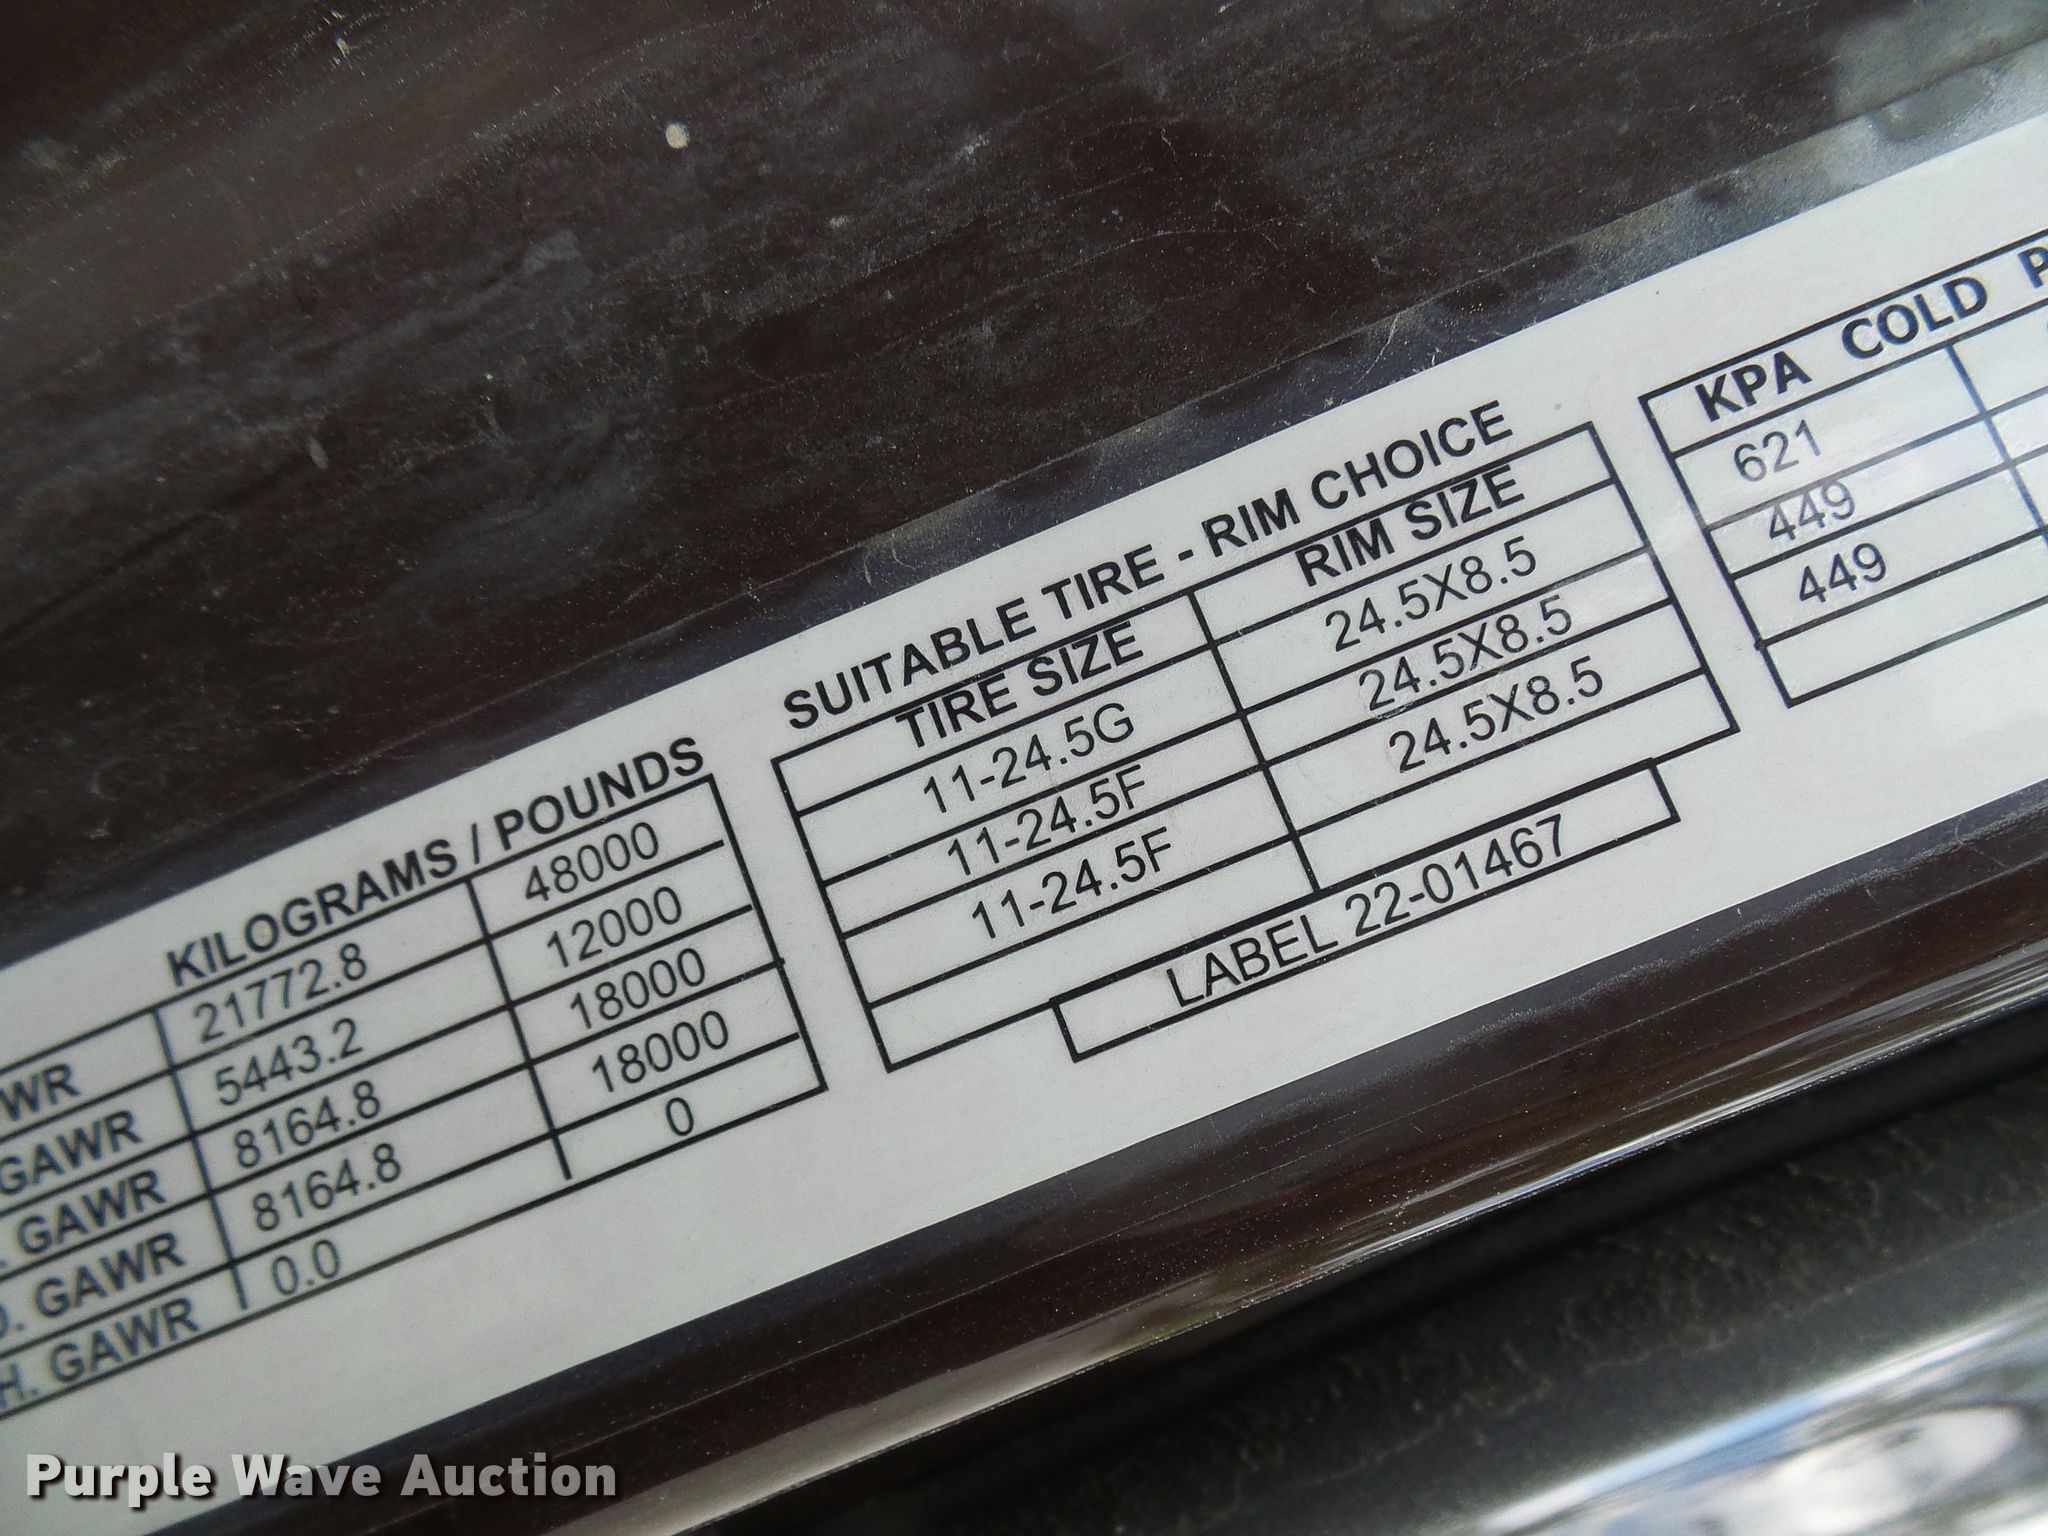 KILOGRAMS / POUNDS
WR 21772.8 48000
GAWR 5443.2 12000
. GAWR 8164.8 18000
D. GAWR 8164.8 18000
H. GAWR 0.0 0
SUITABLE TIRE - RIM CHOICE
TIRE SIZE RIM SIZE
11-24.5G 24.5X8.5
11-24.5F 24.5X8.5
11-24.5F 24.5X8.5
LABEL 22-01467
KPA COLD P
621
449
449
Purple Wave Auction